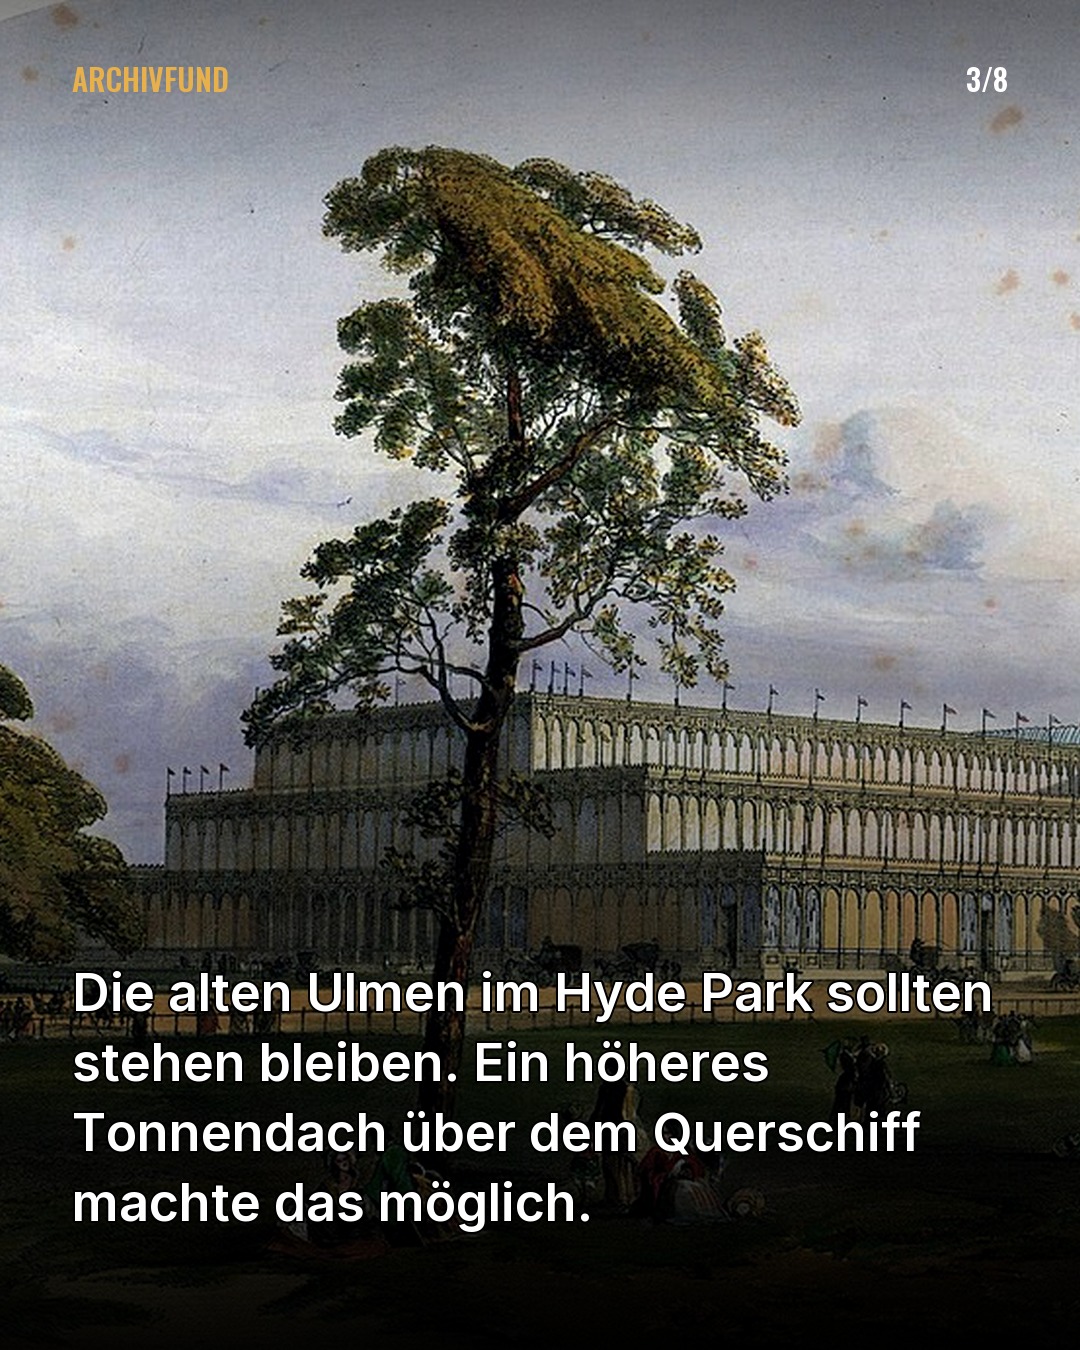 ARCHIVFUND
3/8
Die alten Ulmen im Hyde Park sollten
stehen bleiben. Ein höheres
Tonnendach über dem Querschiff
machte das möglich.